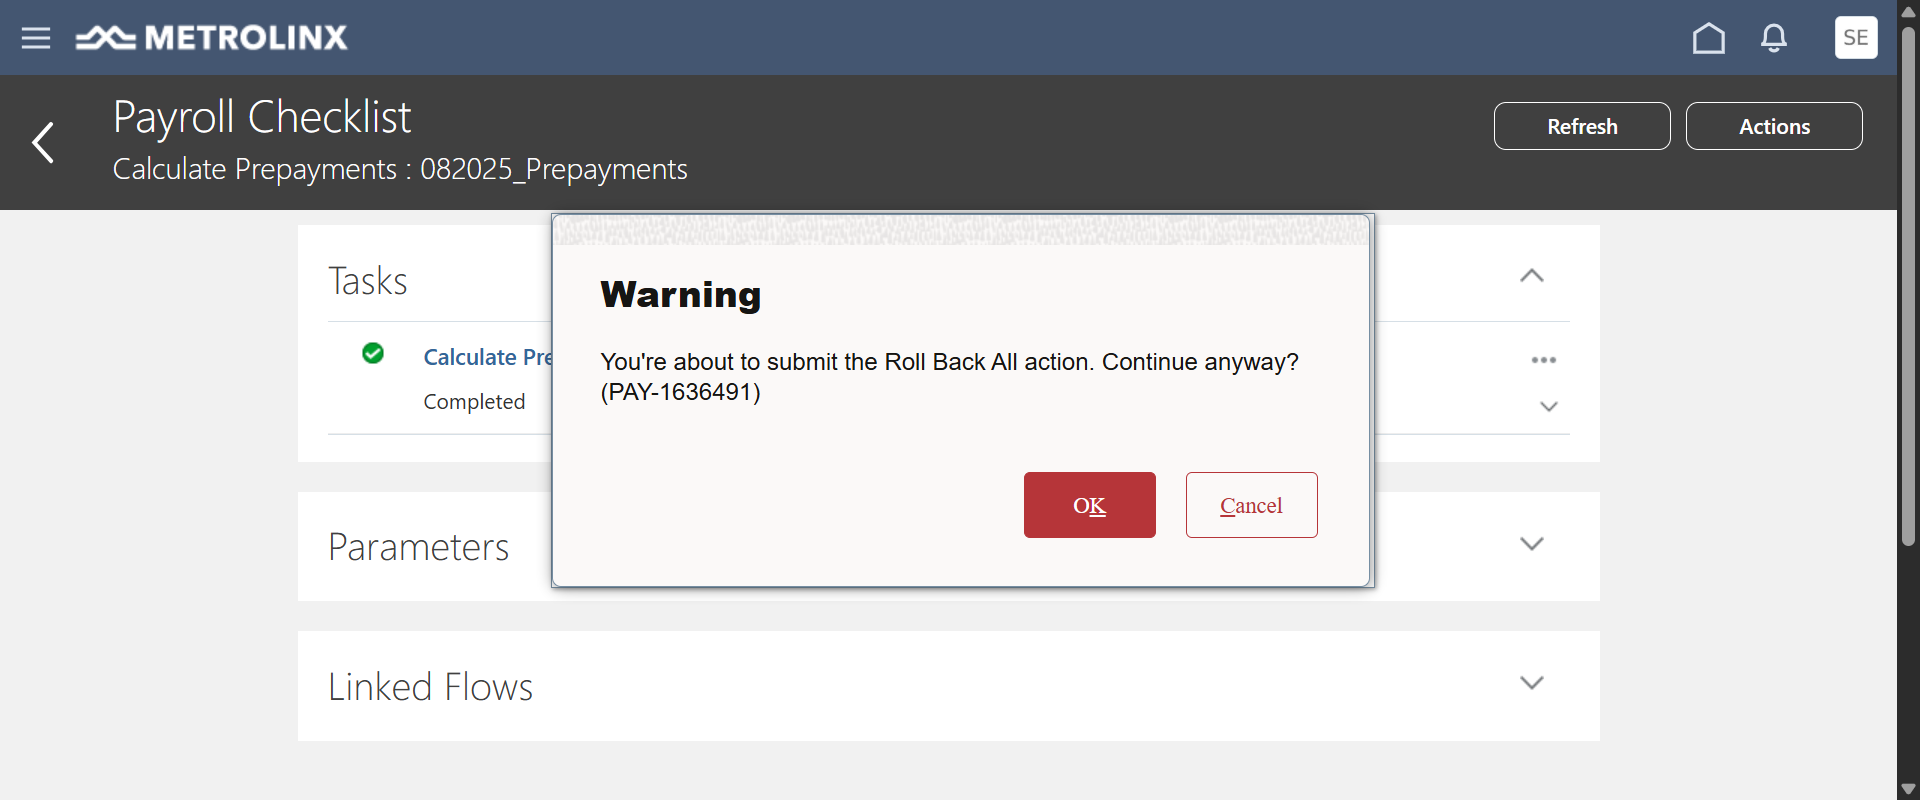 METROLINX
SE
Payroll Checklist
Calculate Prepayments : 082025_Prepayments
Refresh
Actions
Tasks
Calculate Pre
Completed
Warning
You're about to submit the Roll Back All action. Continue anyway?
(PAY-1636491)
OK
Cancel
Parameters
Linked Flows